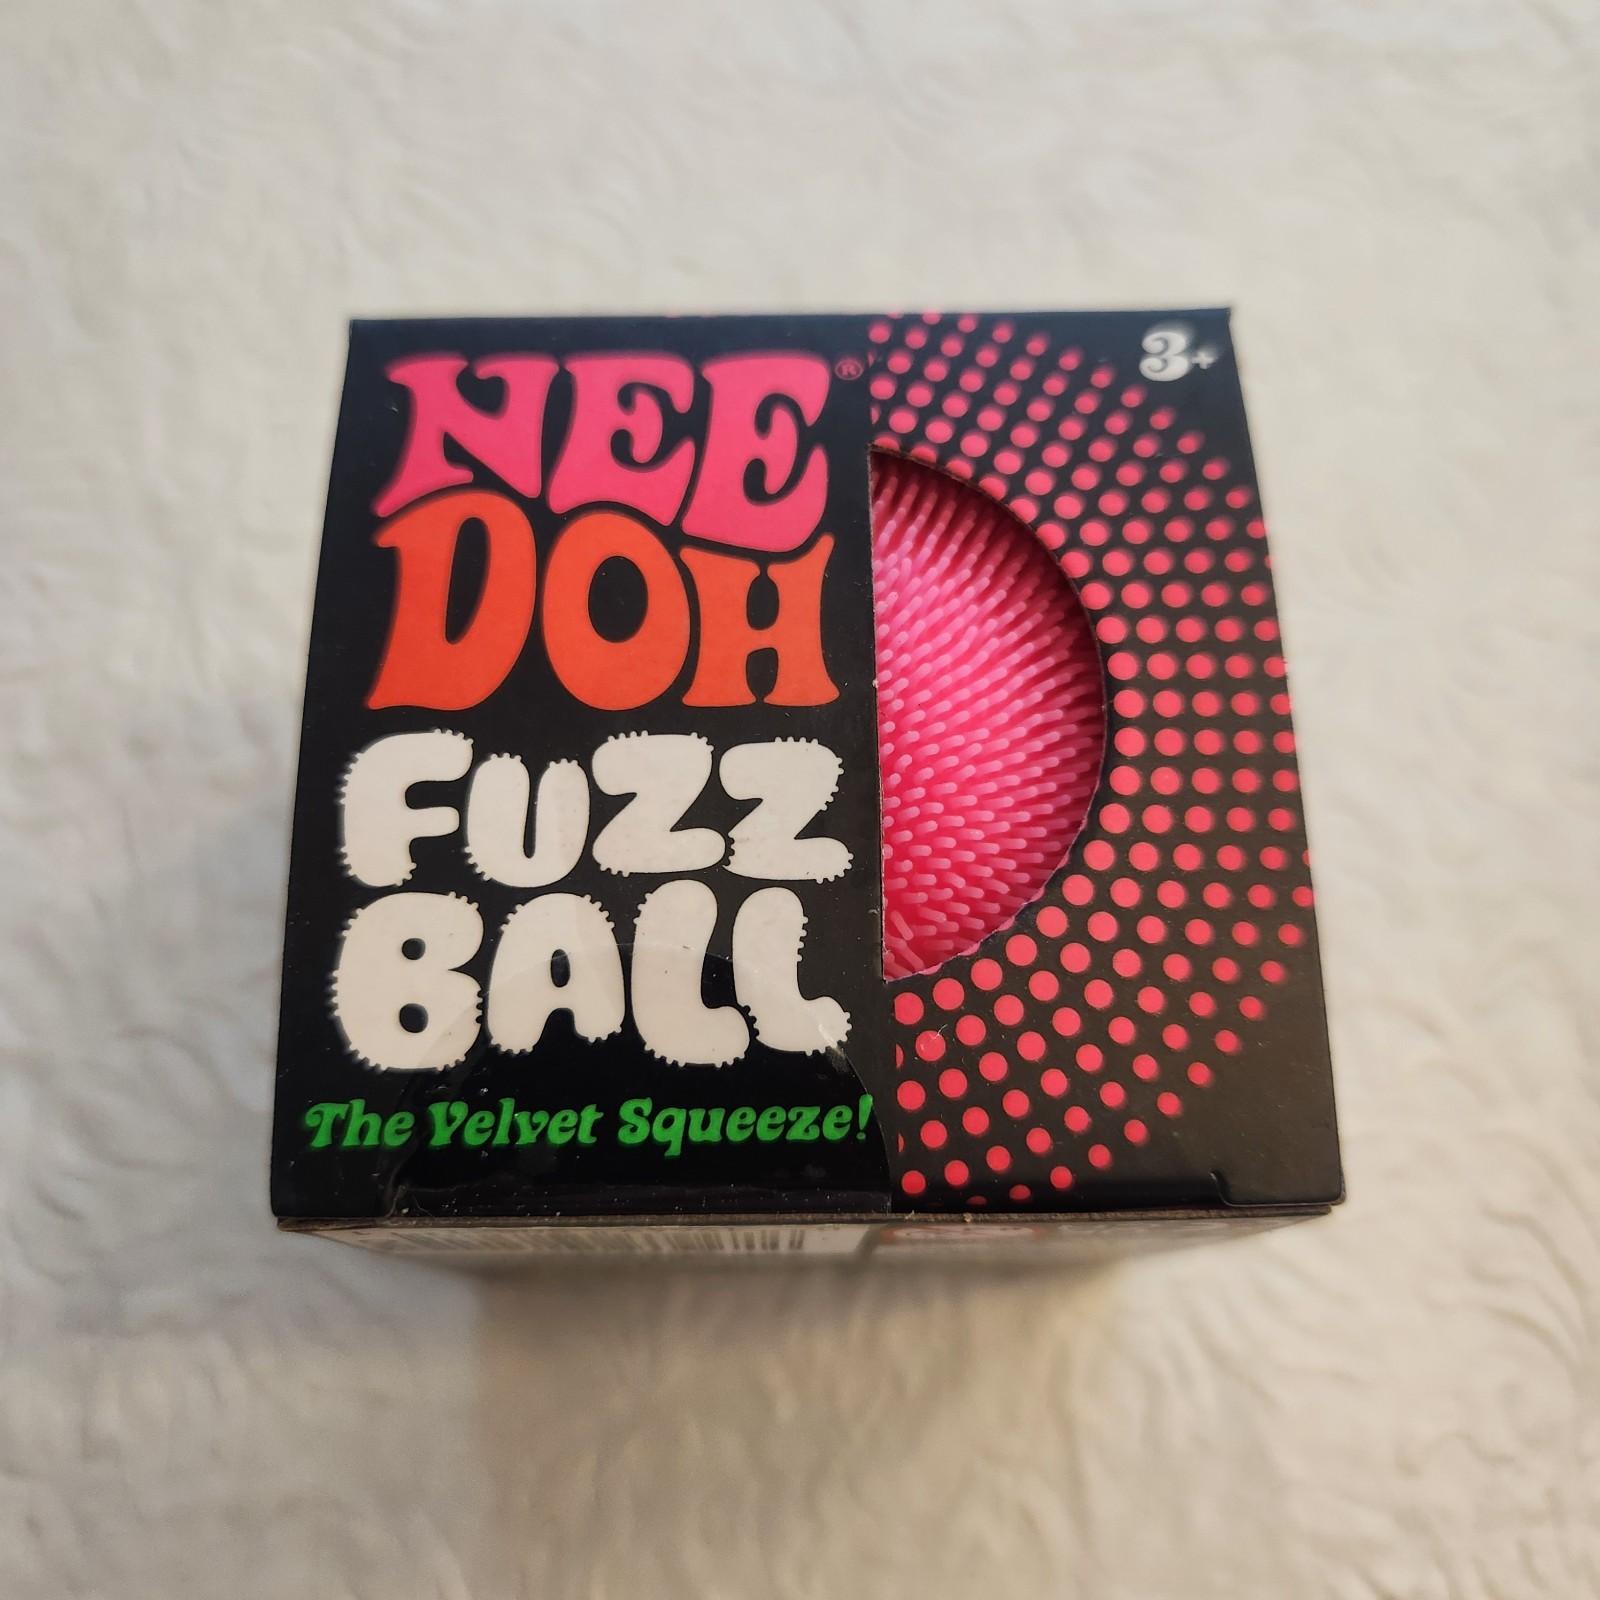 NEE®
DOH
FUZZ
BALL
The Velvet Squeeze!
3+